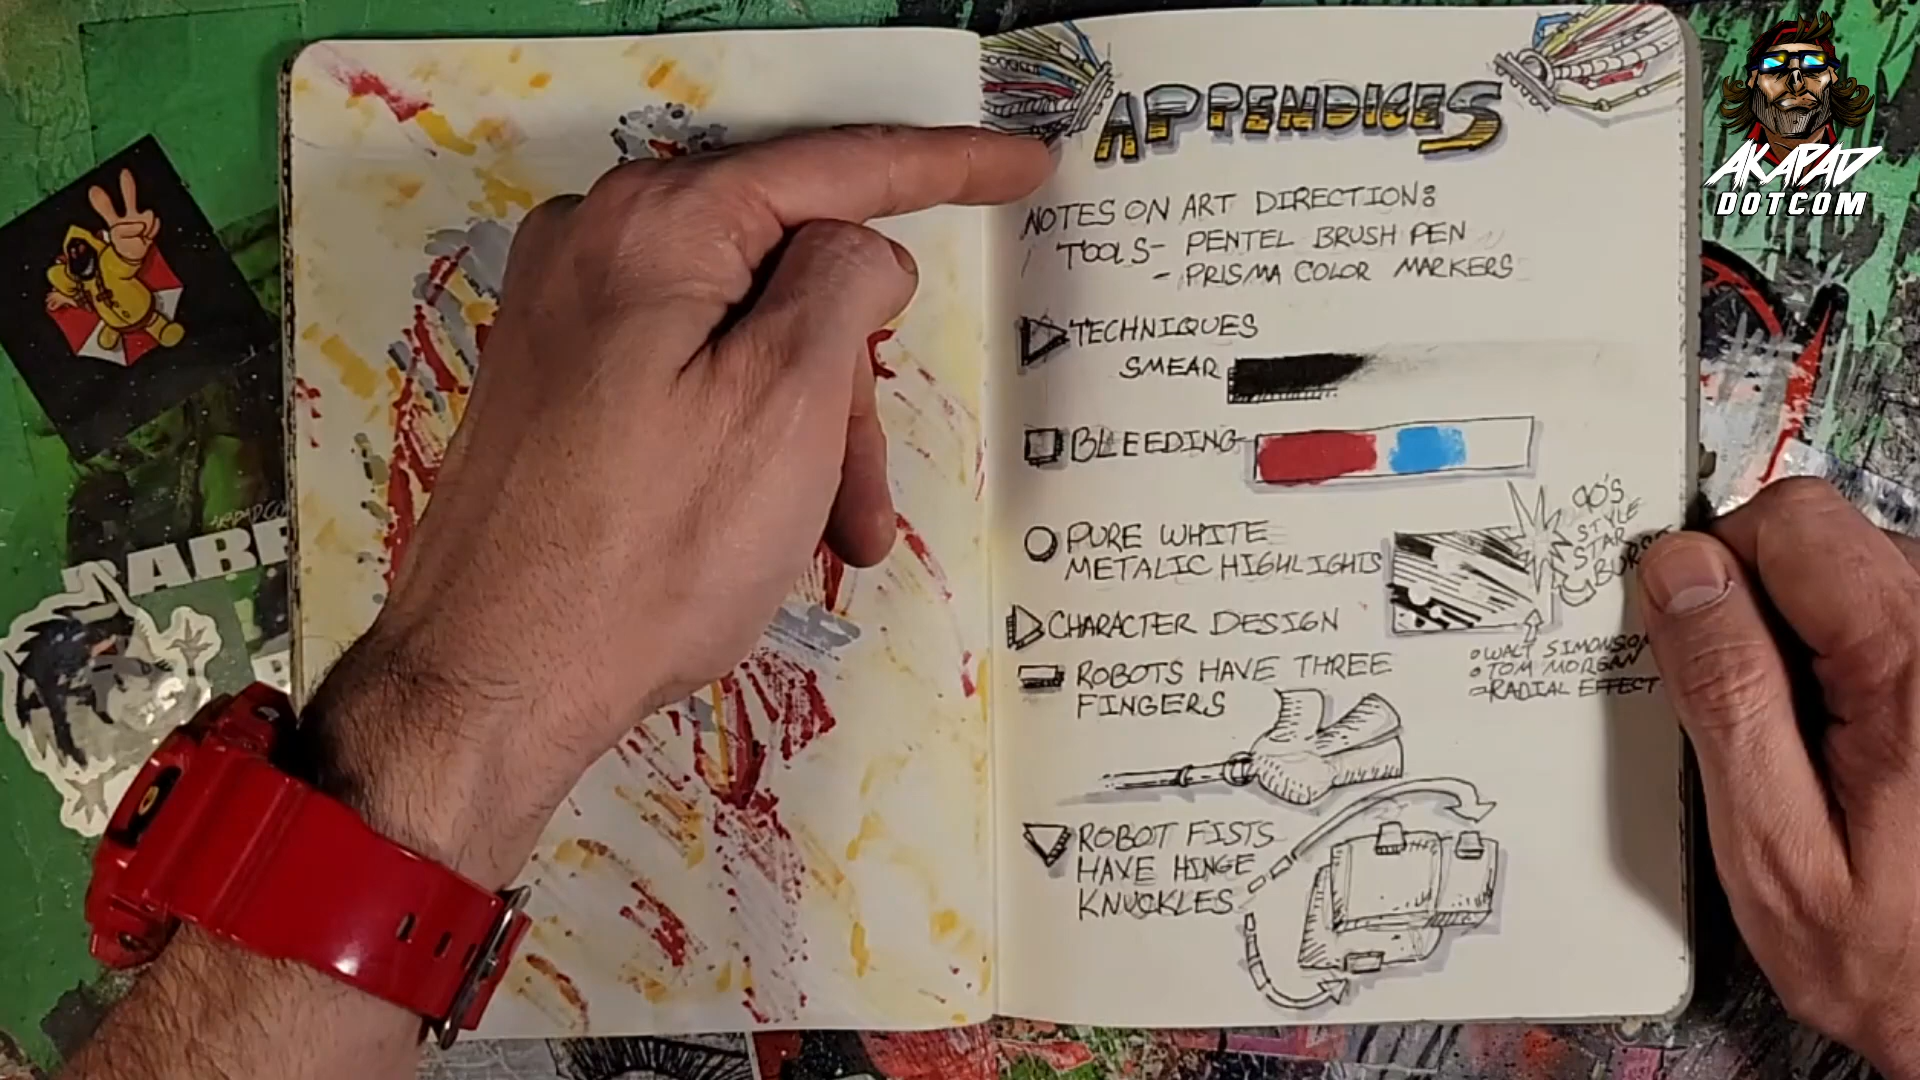 APPENDICES
NOTES ON ART DIRECTION:
TOOLS- PENTEL BRUSH PEN
- PRISMA COLOR MARKERS
TECHNIQUES
SMEAR
BLEEDING
PURE WHITE
METALIC HIGHLIGHTS
90'S
STYLE
STAR
BURST
WALT SIMONSON
TOM MORGAN
RADIAL EFFECT
CHARACTER DESIGN
ROBOTS HAVE THREE
FINGERS
ROBOT FISTS
HAVE HINGE
KNUCKLES
AKAPAD
DOTCOM